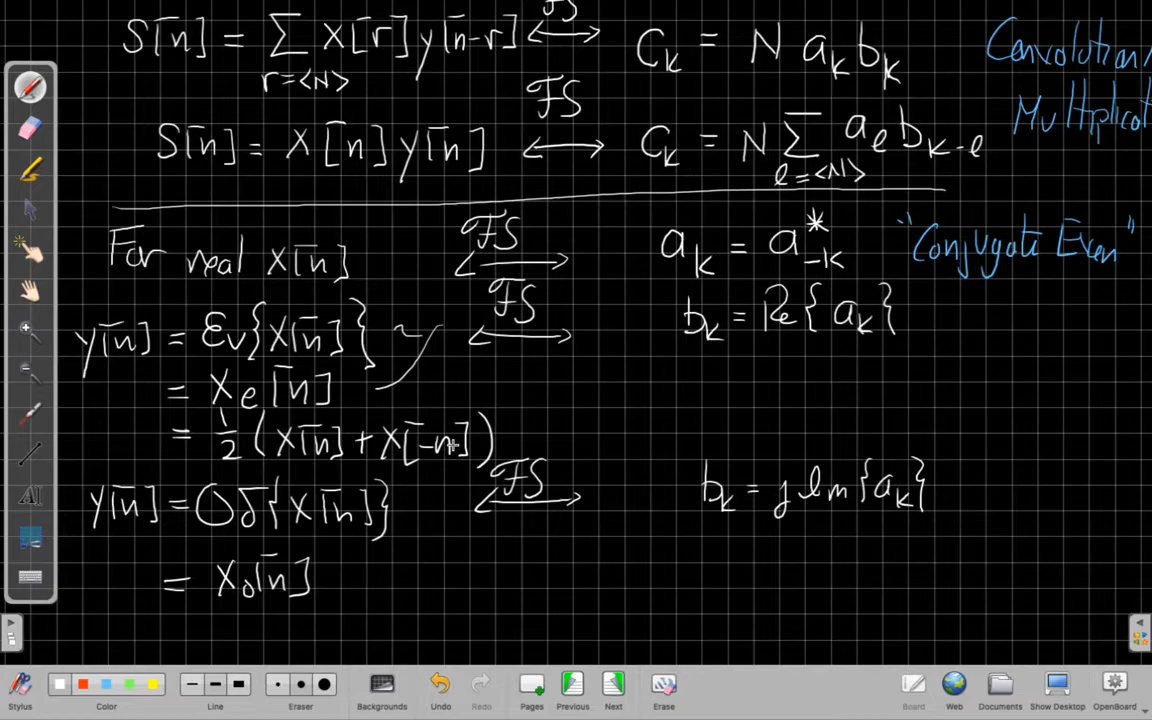 S[n] = ∑ x[r] y[n-r] ⟷ FS C_k = N a_k b_k
r=<N>
Convolution/
Multiplicat
S[n] = x[n] y[n] ⟷ FS C_k = N ∑ a_l b_{k-l}
l=<N>
For real x[n] ⟷ FS a_k = a*_{-k} "Conjugate Even"
y[n] = Ev{x[n]} ⟷ FS b_k = Re{a_k}
= x_e[n]
= 1/2 (x[n] + x[-n])
y[n] = Od{x[n]} ⟷ FS b_k = j Im{a_k}
= x_o[n]
Stylus Color Line Eraser Backgrounds Undo Redo Pages Previous Next Erase Board Web Documents Show Desktop OpenBoard